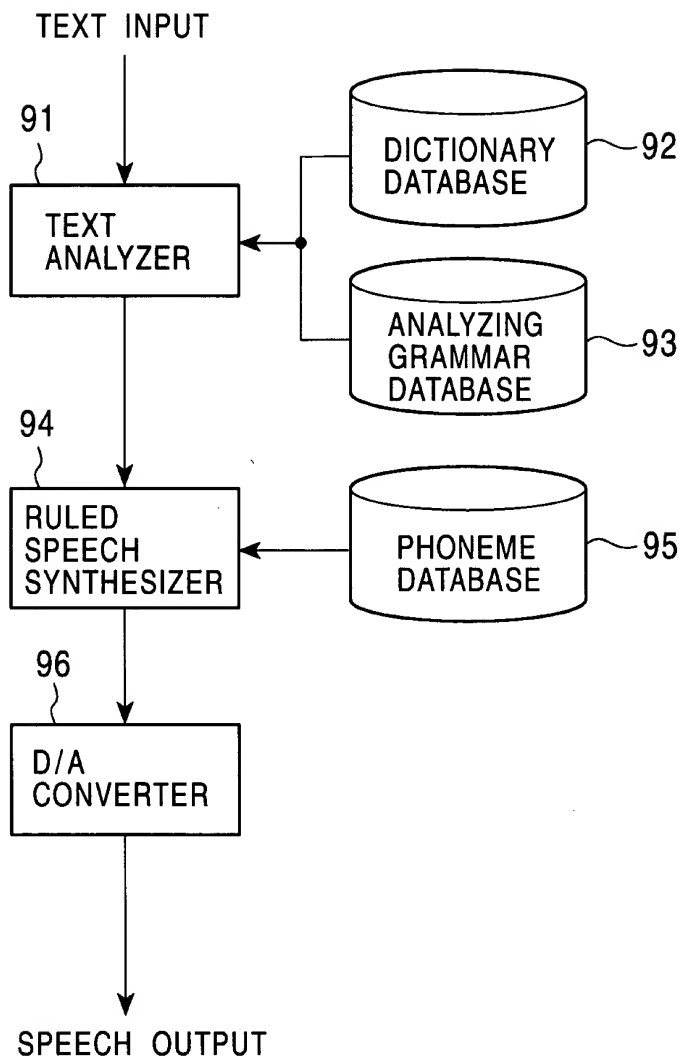 TEXT INPUT
91
TEXT
ANALYZER
DICTIONARY
DATABASE
92
ANALYZING
GRAMMAR
DATABASE
93
94
RULED
SPEECH
SYNTHESIZER
PHONEME
DATABASE
95
96
D/A
CONVERTER
SPEECH OUTPUT